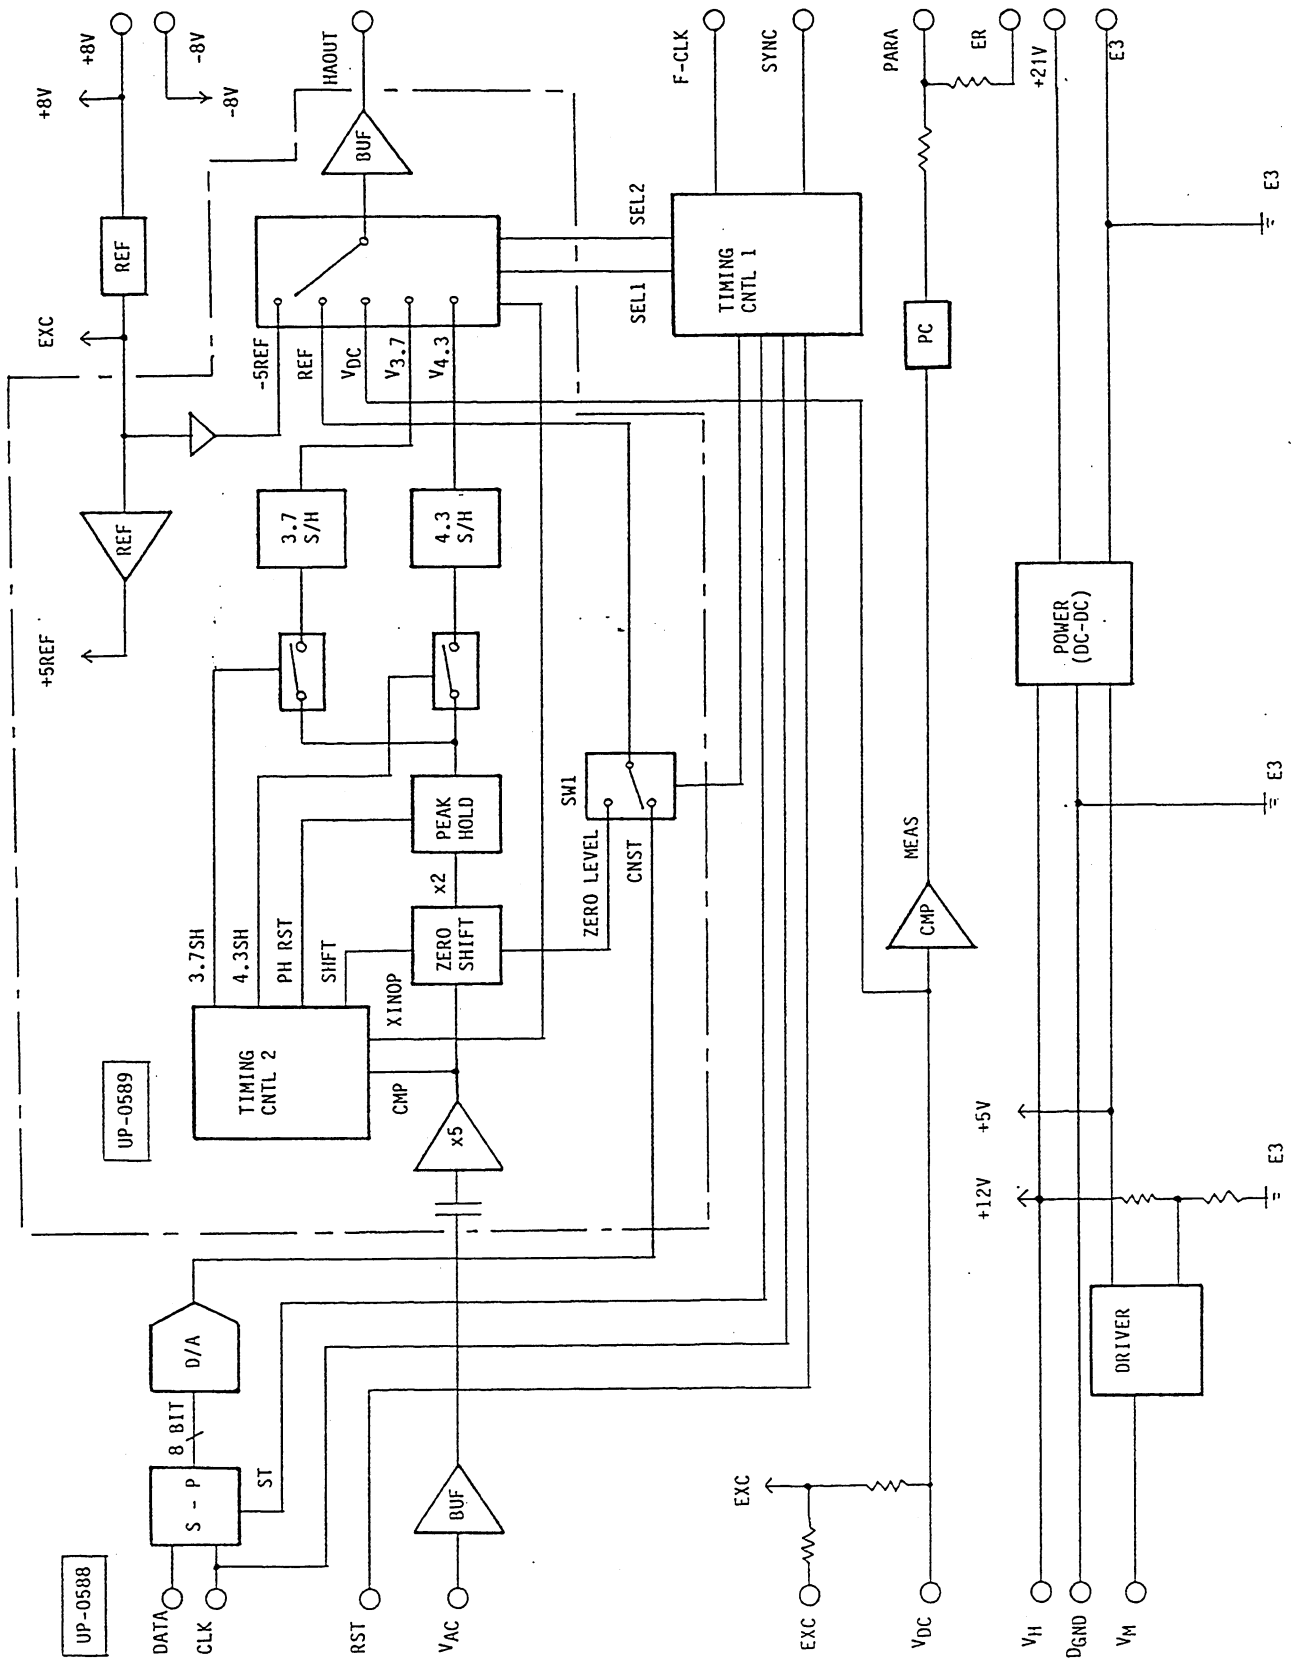 UP-0588
DATA
CLK
RST
VAC
EXC
VDC
VH
DGND
VM
S - P
8 BIT
D/A
ST
BUF
EXC
DRIVER
+12V
+5V
E3
UP-0589
TIMING
CNTL 2
3.7SH
4.3SH
PH RST
SHFT
XINOP
CMP
x5
ZERO
SHIFT
x2
PEAK
HOLD
ZERO LEVEL
CNST
SW1
3.7
S/H
4.3
S/H
+5REF
REF
EXC
REF
+8V
+8V
-8V
-8V
-5REF
REF
VDC
V3.7
V4.3
BUF
HAOUT
SEL1
SEL2
TIMING
CNTL 1
F-CLK
SYNC
CMP
MEAS
PC
PARA
ER
POWER
(DC-DC)
+21V
E3
E3
E3